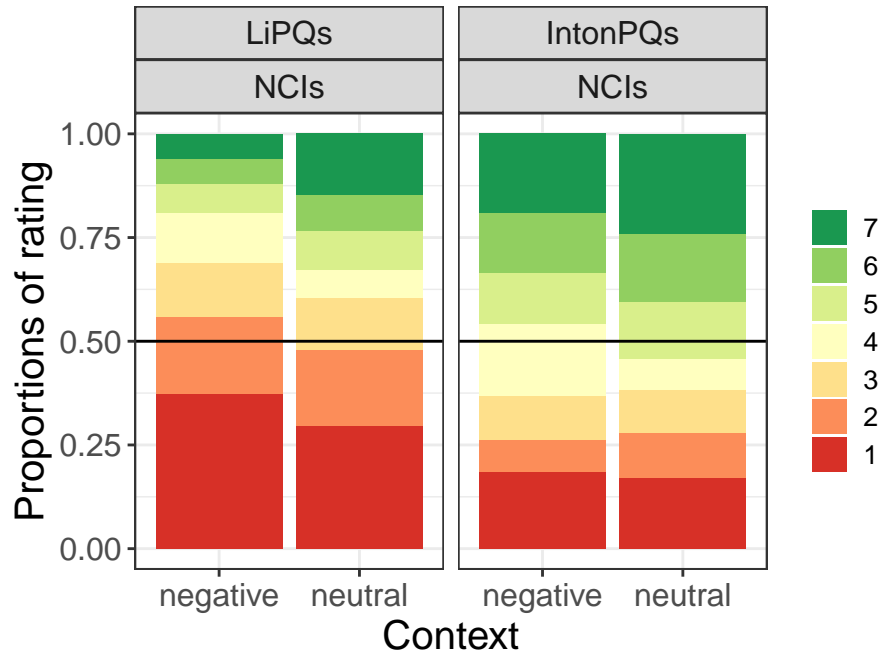 LiPQs
IntonPQs
NCIs
NCIs
Proportions of rating
1.00
0.75
0.50
0.25
0.00
negative
neutral
negative
neutral
Context
7
6
5
4
3
2
1